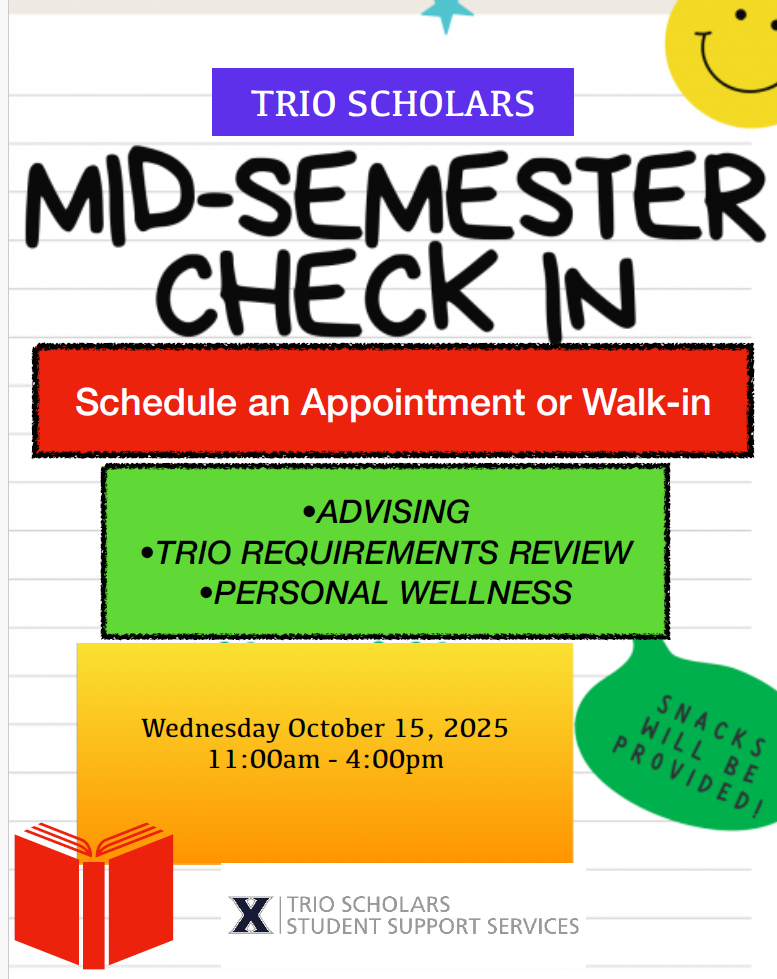 TRIO SCHOLARS
MID-SEMESTER
CHECK IN
Schedule an Appointment or Walk-in
•ADVISING
•TRIO REQUIREMENTS REVIEW
•PERSONAL WELLNESS
Wednesday October 15, 2025
11:00am - 4:00pm
SNACKS
WILL BE
PROVIDED!
X
TRIO SCHOLARS
STUDENT SUPPORT SERVICES